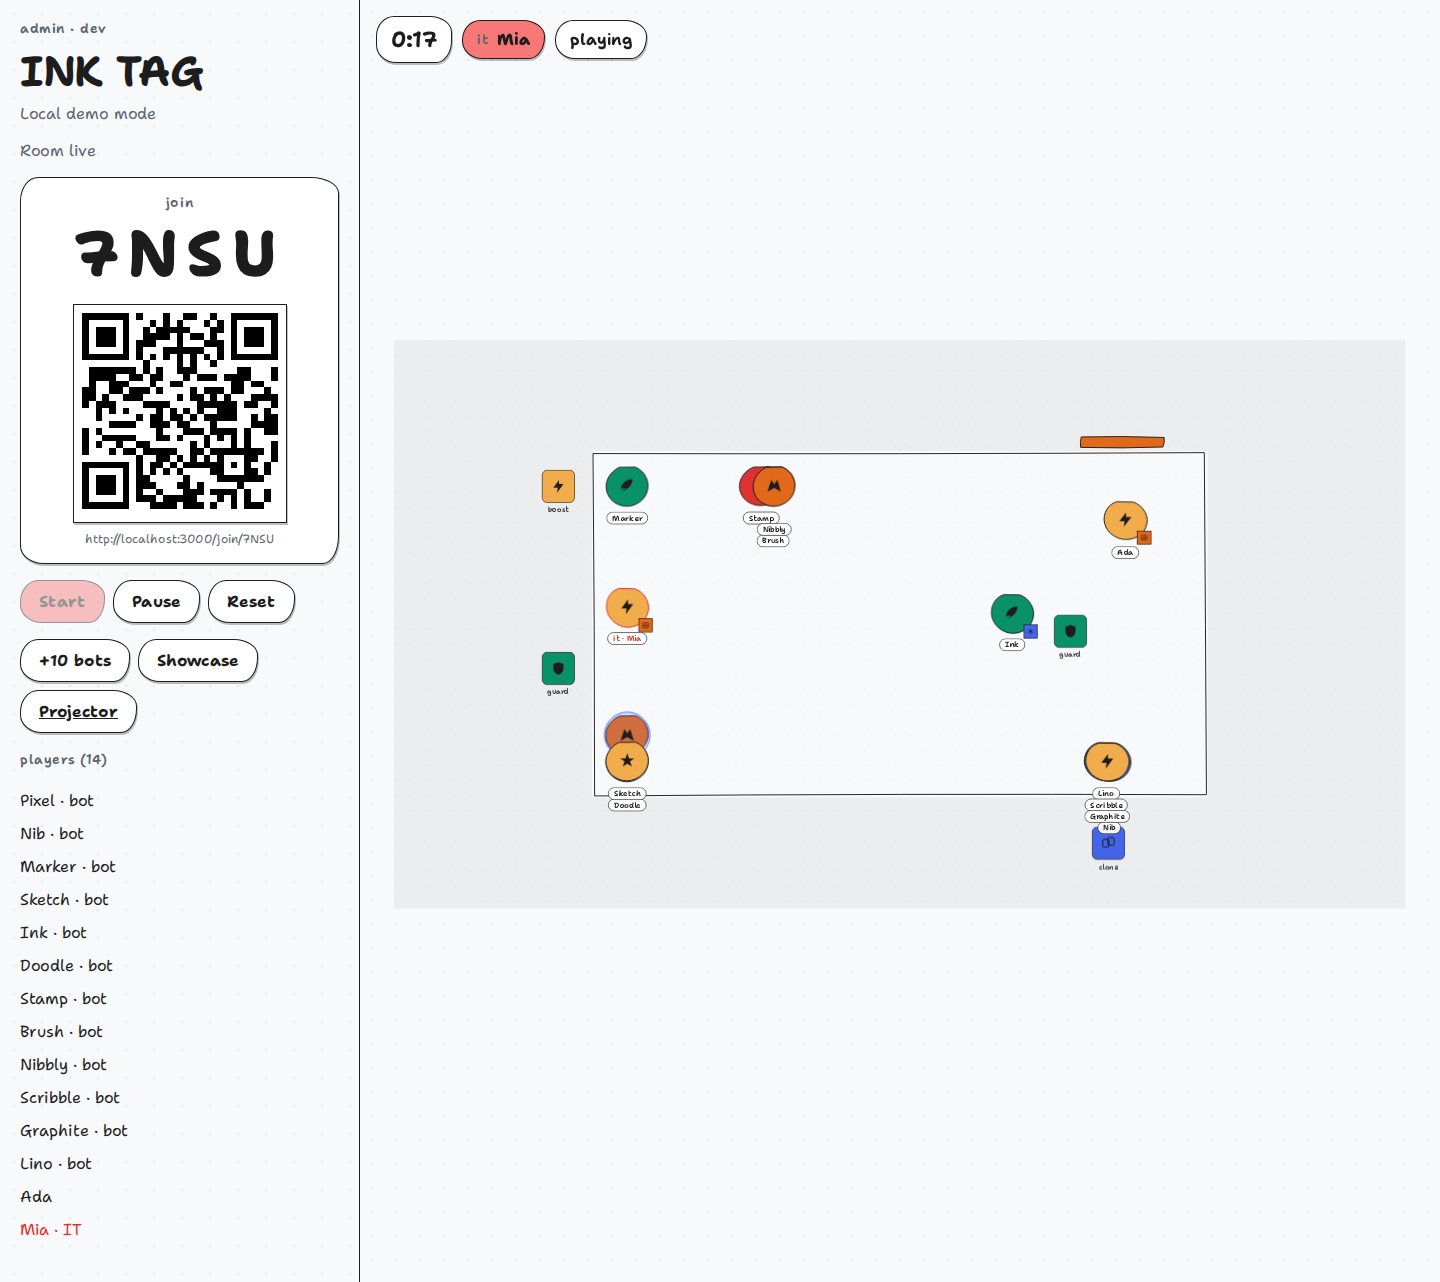 admin · dev
INK TAG
Local demo mode
Room live
join
7NSU
http://localhost:3000/join/7NSU
Start Pause Reset
+10 bots Showcase
Projector
players (14)
Pixel · bot
Nib · bot
Marker · bot
Sketch · bot
Ink · bot
Doodle · bot
Stamp · bot
Brush · bot
Nibbly · bot
Scribble · bot
Graphite · bot
Lino · bot
Ada
Mia · IT
0:17 it Mia playing
boost
Marker
Stamp
Nibbly
Brush
Ada
it · Mia
Ink
guard
guard
Sketch
Doodle
Lino
Scribble
Graphite
Nib
clone